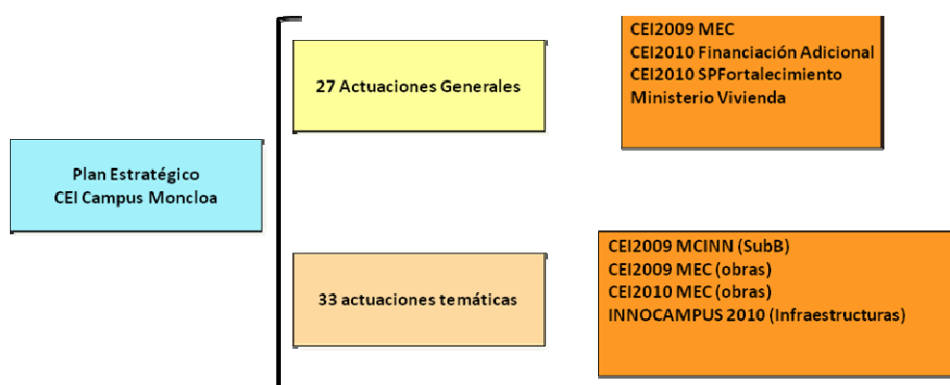 Plan Estratégico
CEI Campus Moncloa
27 Actuaciones Generales
CEI2009 MEC
CEI2010 Financiación Adicional
CEI2010 SPFortalecimiento
Ministerio Vivienda
33 actuaciones temáticas
CEI2009 MCINN (SubB)
CEI2009 MEC (obras)
CEI2010 MEC (obras)
INNOCAMPUS 2010 (Infraestructuras)